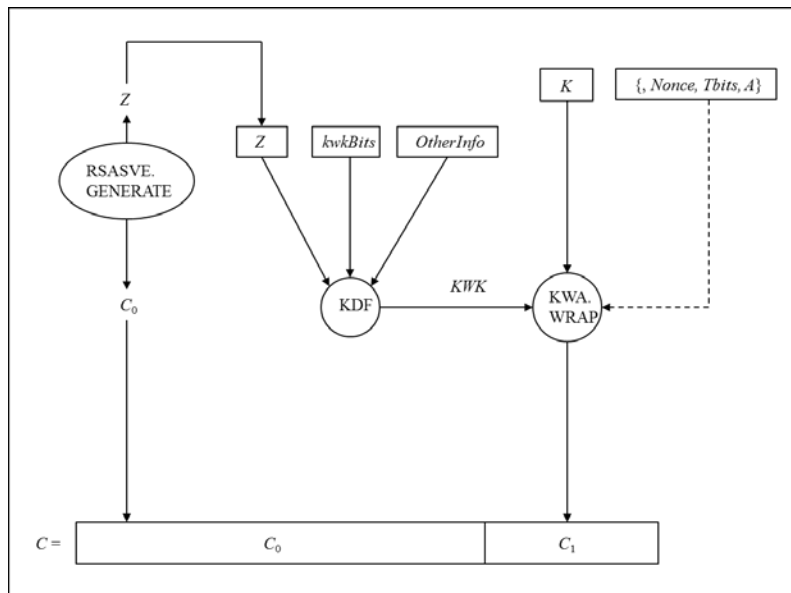 Z
K
{, Nonce, Tbits, A}
Z
kwkBits
OtherInfo
RSASVE.
GENERATE
C₀
KDF
KWK
KWA.
WRAP
C =
C₀
C₁